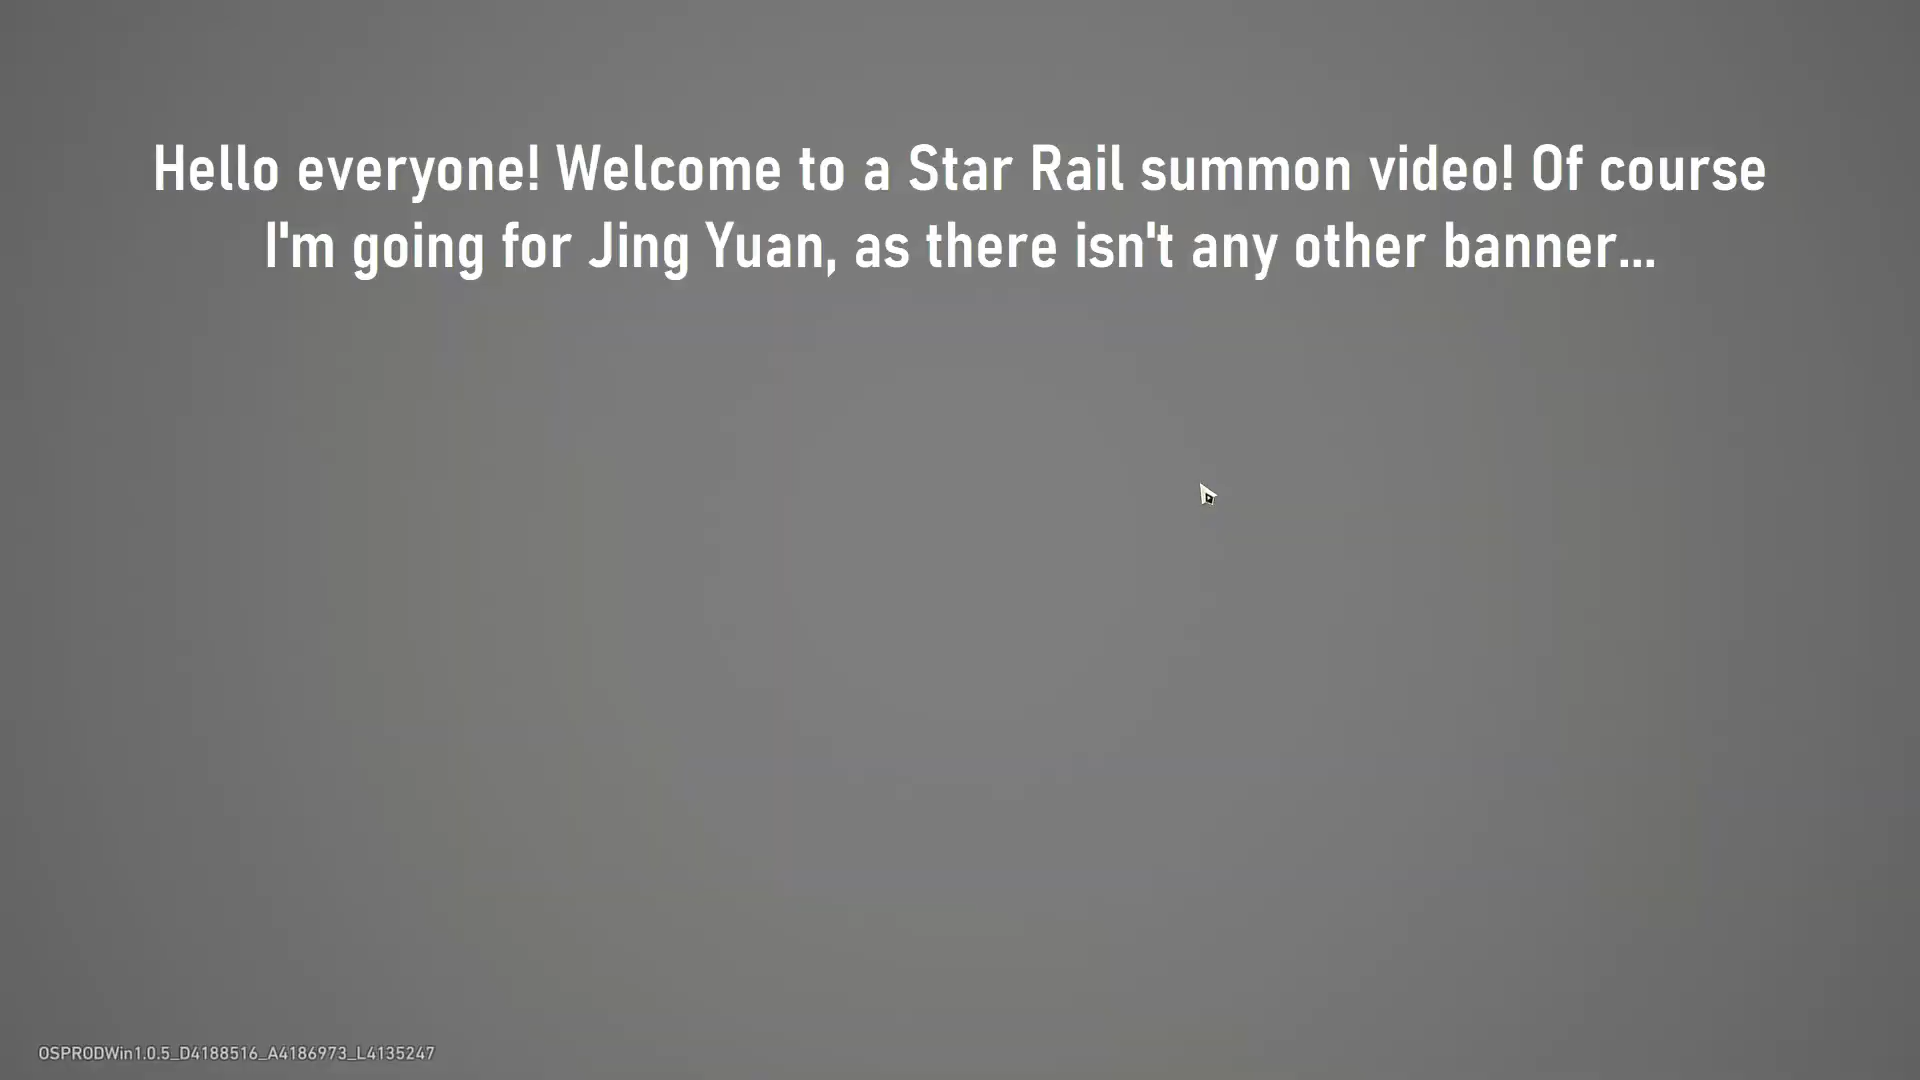 Hello everyone! Welcome to a Star Rail summon video! Of course
I'm going for Jing Yuan, as there isn't any other banner...
OSPRODWin1.0.5_D4188516_A4186973_L4135247